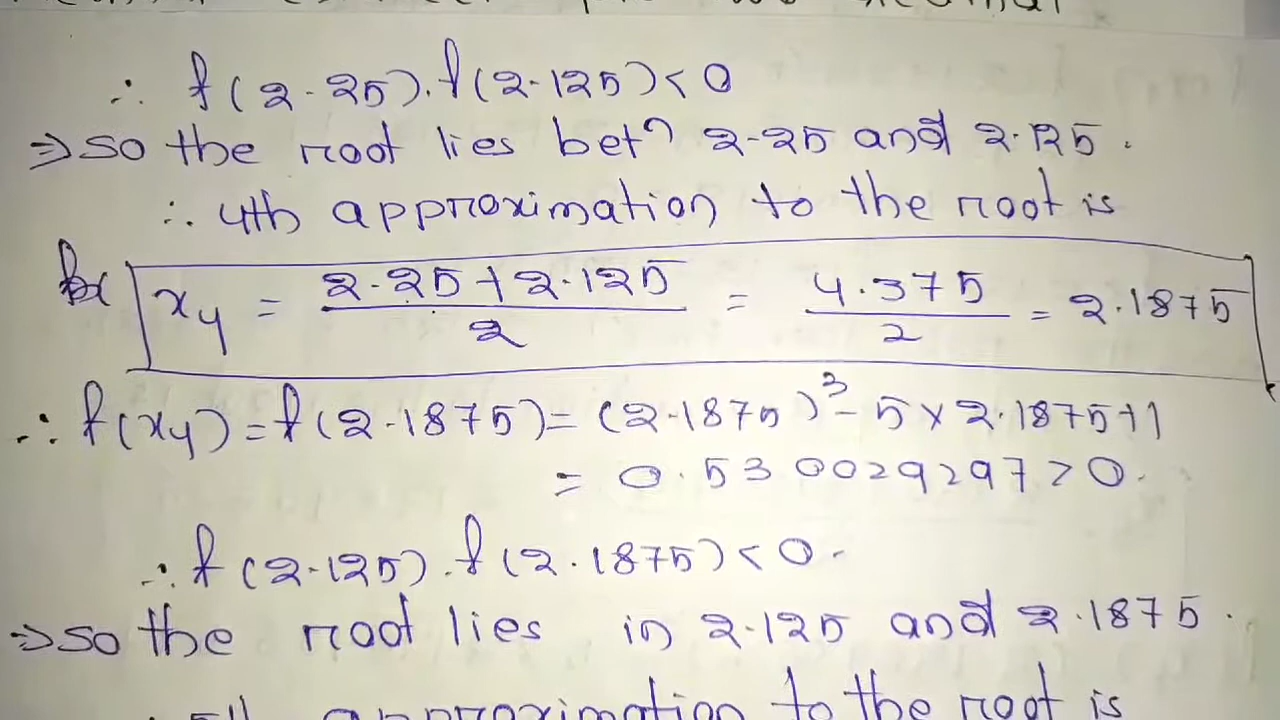 ∴ f(2.25).f(2.125)<0
⇒ so the root lies betⁿ 2.25 and 2.125.
∴ 4th approximation to the root is
x₄ = (2.25+2.125)/2 = 4.375/2 = 2.1875
∴ f(x₄) = f(2.1875) = (2.1875)³ - 5 × 2.1875 + 1
= 0.530029297 > 0.
∴ f(2.125).f(2.1875) < 0.
⇒ so the root lies in 2.125 and 2.1875.
approximation to the root is